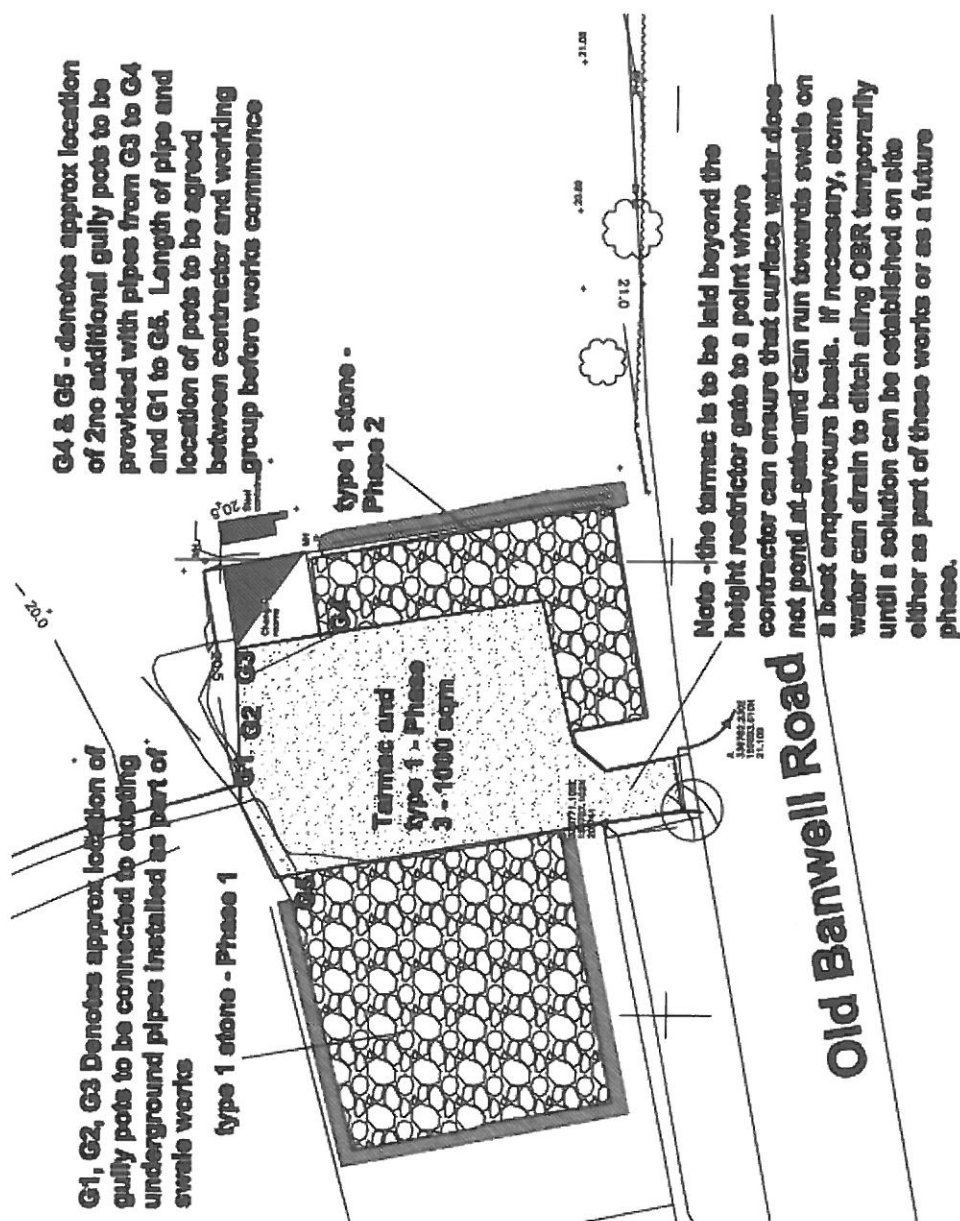 G1, G2, G3 Denotes approx location of
gully pots to be connected to existing
underground pipes installed as part of
swale works
type 1 stone - Phase 1
G4 & G5 - denotes approx location
of 2no additional gully pots to be
provided with pipes from G3 to G4
and G1 to G5. Length of pipe and
location of pots to be agreed
between contractor and working
group before works commence
type 1 stone -
Phase 2
20.0
20.5
G1, G2
G3
G4
G5
Tarmac and
type 1 - Phase
3 - 1000 sqm
21.0
Note - the tarmac is to be laid beyond the
height restrictor gate to a point where
contractor can ensure that surface water does
not pond at gate and can run towards swale on
a best enqeavours basis. If necessary, some
water can drain to ditch aling OBR temporarily
until a solution can be established on site
either as part of these works or as a future
phase.
Old Banwell Road